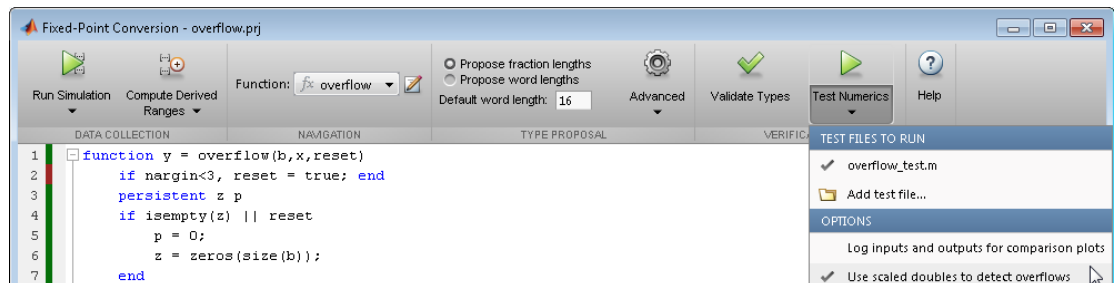 Fixed-Point Conversion - overflow.prj
Run Simulation
Compute Derived
Ranges
Function: fx overflow
Propose fraction lengths
Propose word lengths
Default word length: 16
Advanced
Validate Types
Test Numerics
Help
DATA COLLECTION
NAVIGATION
TYPE PROPOSAL
VERIFIC
TEST FILES TO RUN
overflow_test.m
Add test file...
OPTIONS
Log inputs and outputs for comparison plots
Use scaled doubles to detect overflows
1 function y = overflow(b,x,reset)
2 if nargin<3, reset = true; end
3 persistent z p
4 if isempty(z) || reset
5 p = 0;
6 z = zeros(size(b));
7 end